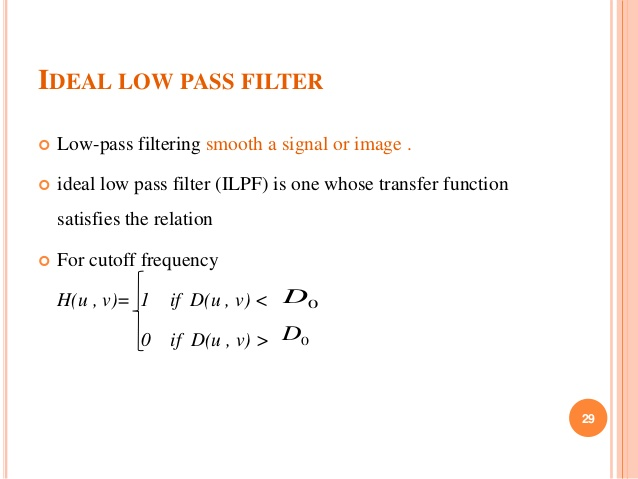 IDEAL LOW PASS FILTER
Low-pass filtering smooth a signal or image .
ideal low pass filter (ILPF) is one whose transfer function
satisfies the relation
For cutoff frequency
H(u , v)= 1 if D(u , v) < D₀
0 if D(u , v) > D₀
29